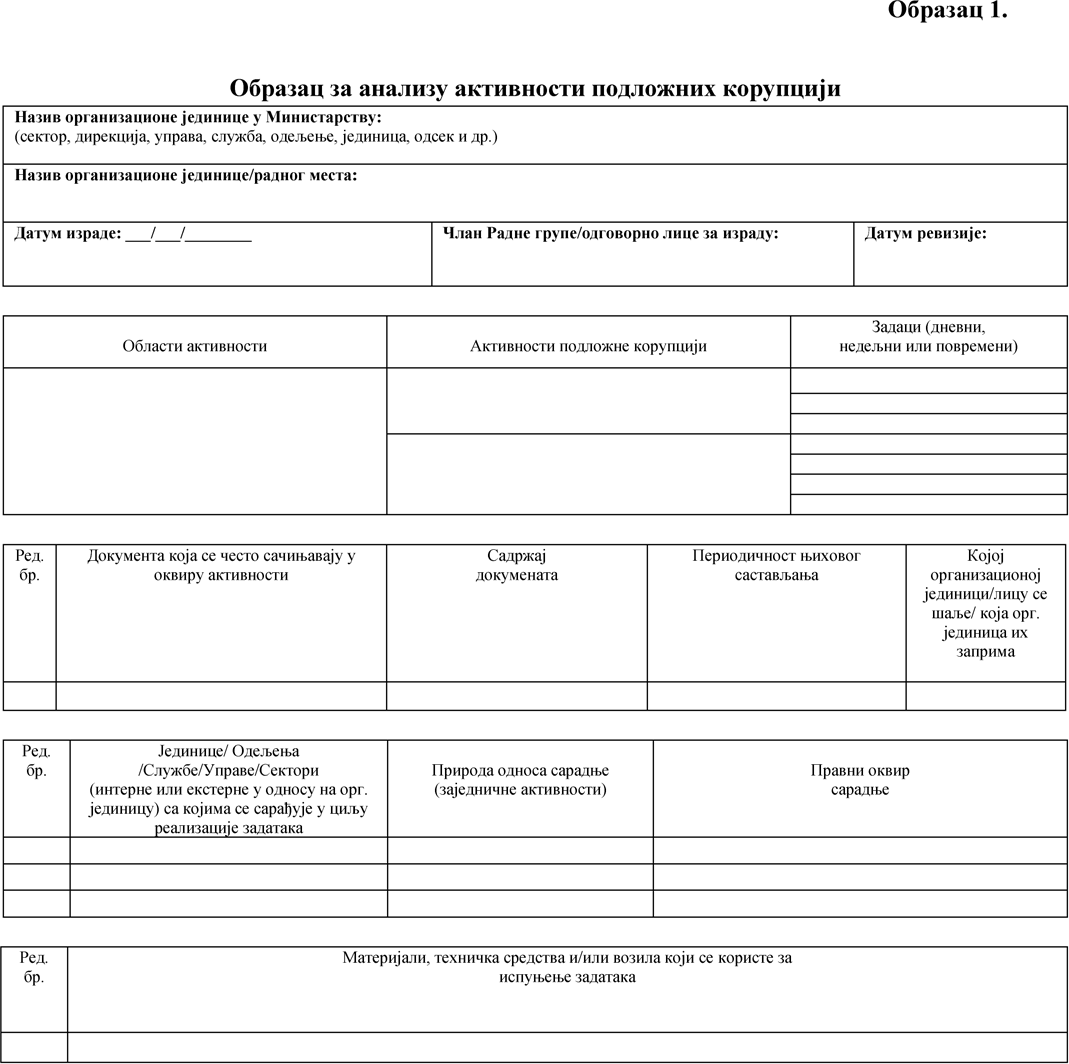 Образац 1.
Образац за анализу активности подложних корупцији
Назив организационе јединице у Министарству:
(сектор, дирекција, управа, служба, одељење, јединица, одсек и др.)
Назив организационе јединице/радног места:
Датум израде: ___/___/________
Члан Радне групе/одговорно лице за израду:
Датум ревизије:
Области активности
Активности подложне корупцији
Задаци (дневни,
недељни или повремени)
Ред.
бр.
Документа која се често сачињавају у
оквиру активности
Садржај
докумената
Периодичност њиховог
састављања
Којој
организационој
јединици/лицу се
шаље/ која орг.
јединица их
заприма
Ред.
бр.
Јединице/ Одељења
/Службе/Управе/Сектори
(интерне или екстерне у односу на орг.
јединицу) са којима се сарађује у циљу
реализације задатака
Природа односа сарадње
(заједничне активности)
Правни оквир
сарадње
Ред.
бр.
Материјали, техничка средства и/или возила који се користе за
испуњење задатака